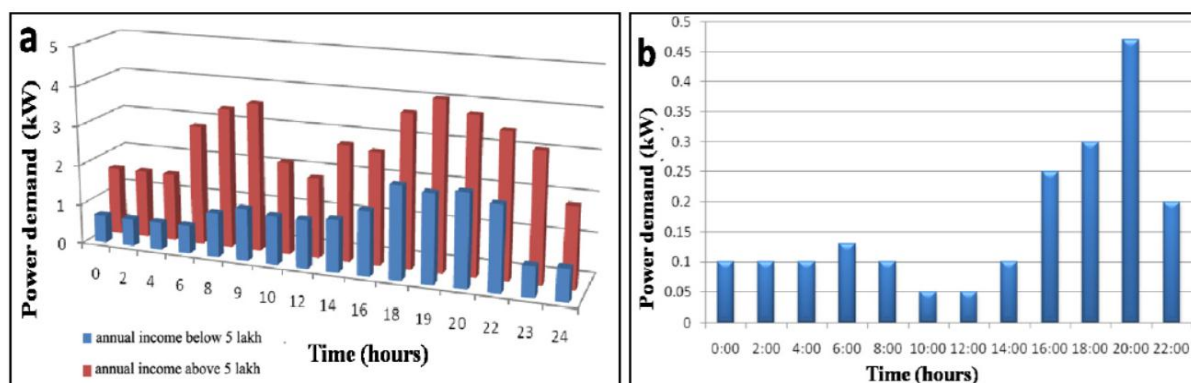 a
5
4
3
2
1
0
Power demand (kW)
0 2 4 6 8 9 10 12 14 16 18 19 20 22 23 24
Time (hours)
annual income below 5 lakh
annual income above 5 lakh
b
0.5
0.45
0.4
0.35
0.3
0.25
0.2
0.15
0.1
0.05
0
Power demand (kW)
0:00 2:00 4:00 6:00 8:00 10:00 12:00 14:00 16:00 18:00 20:00 22:00
Time (hours)